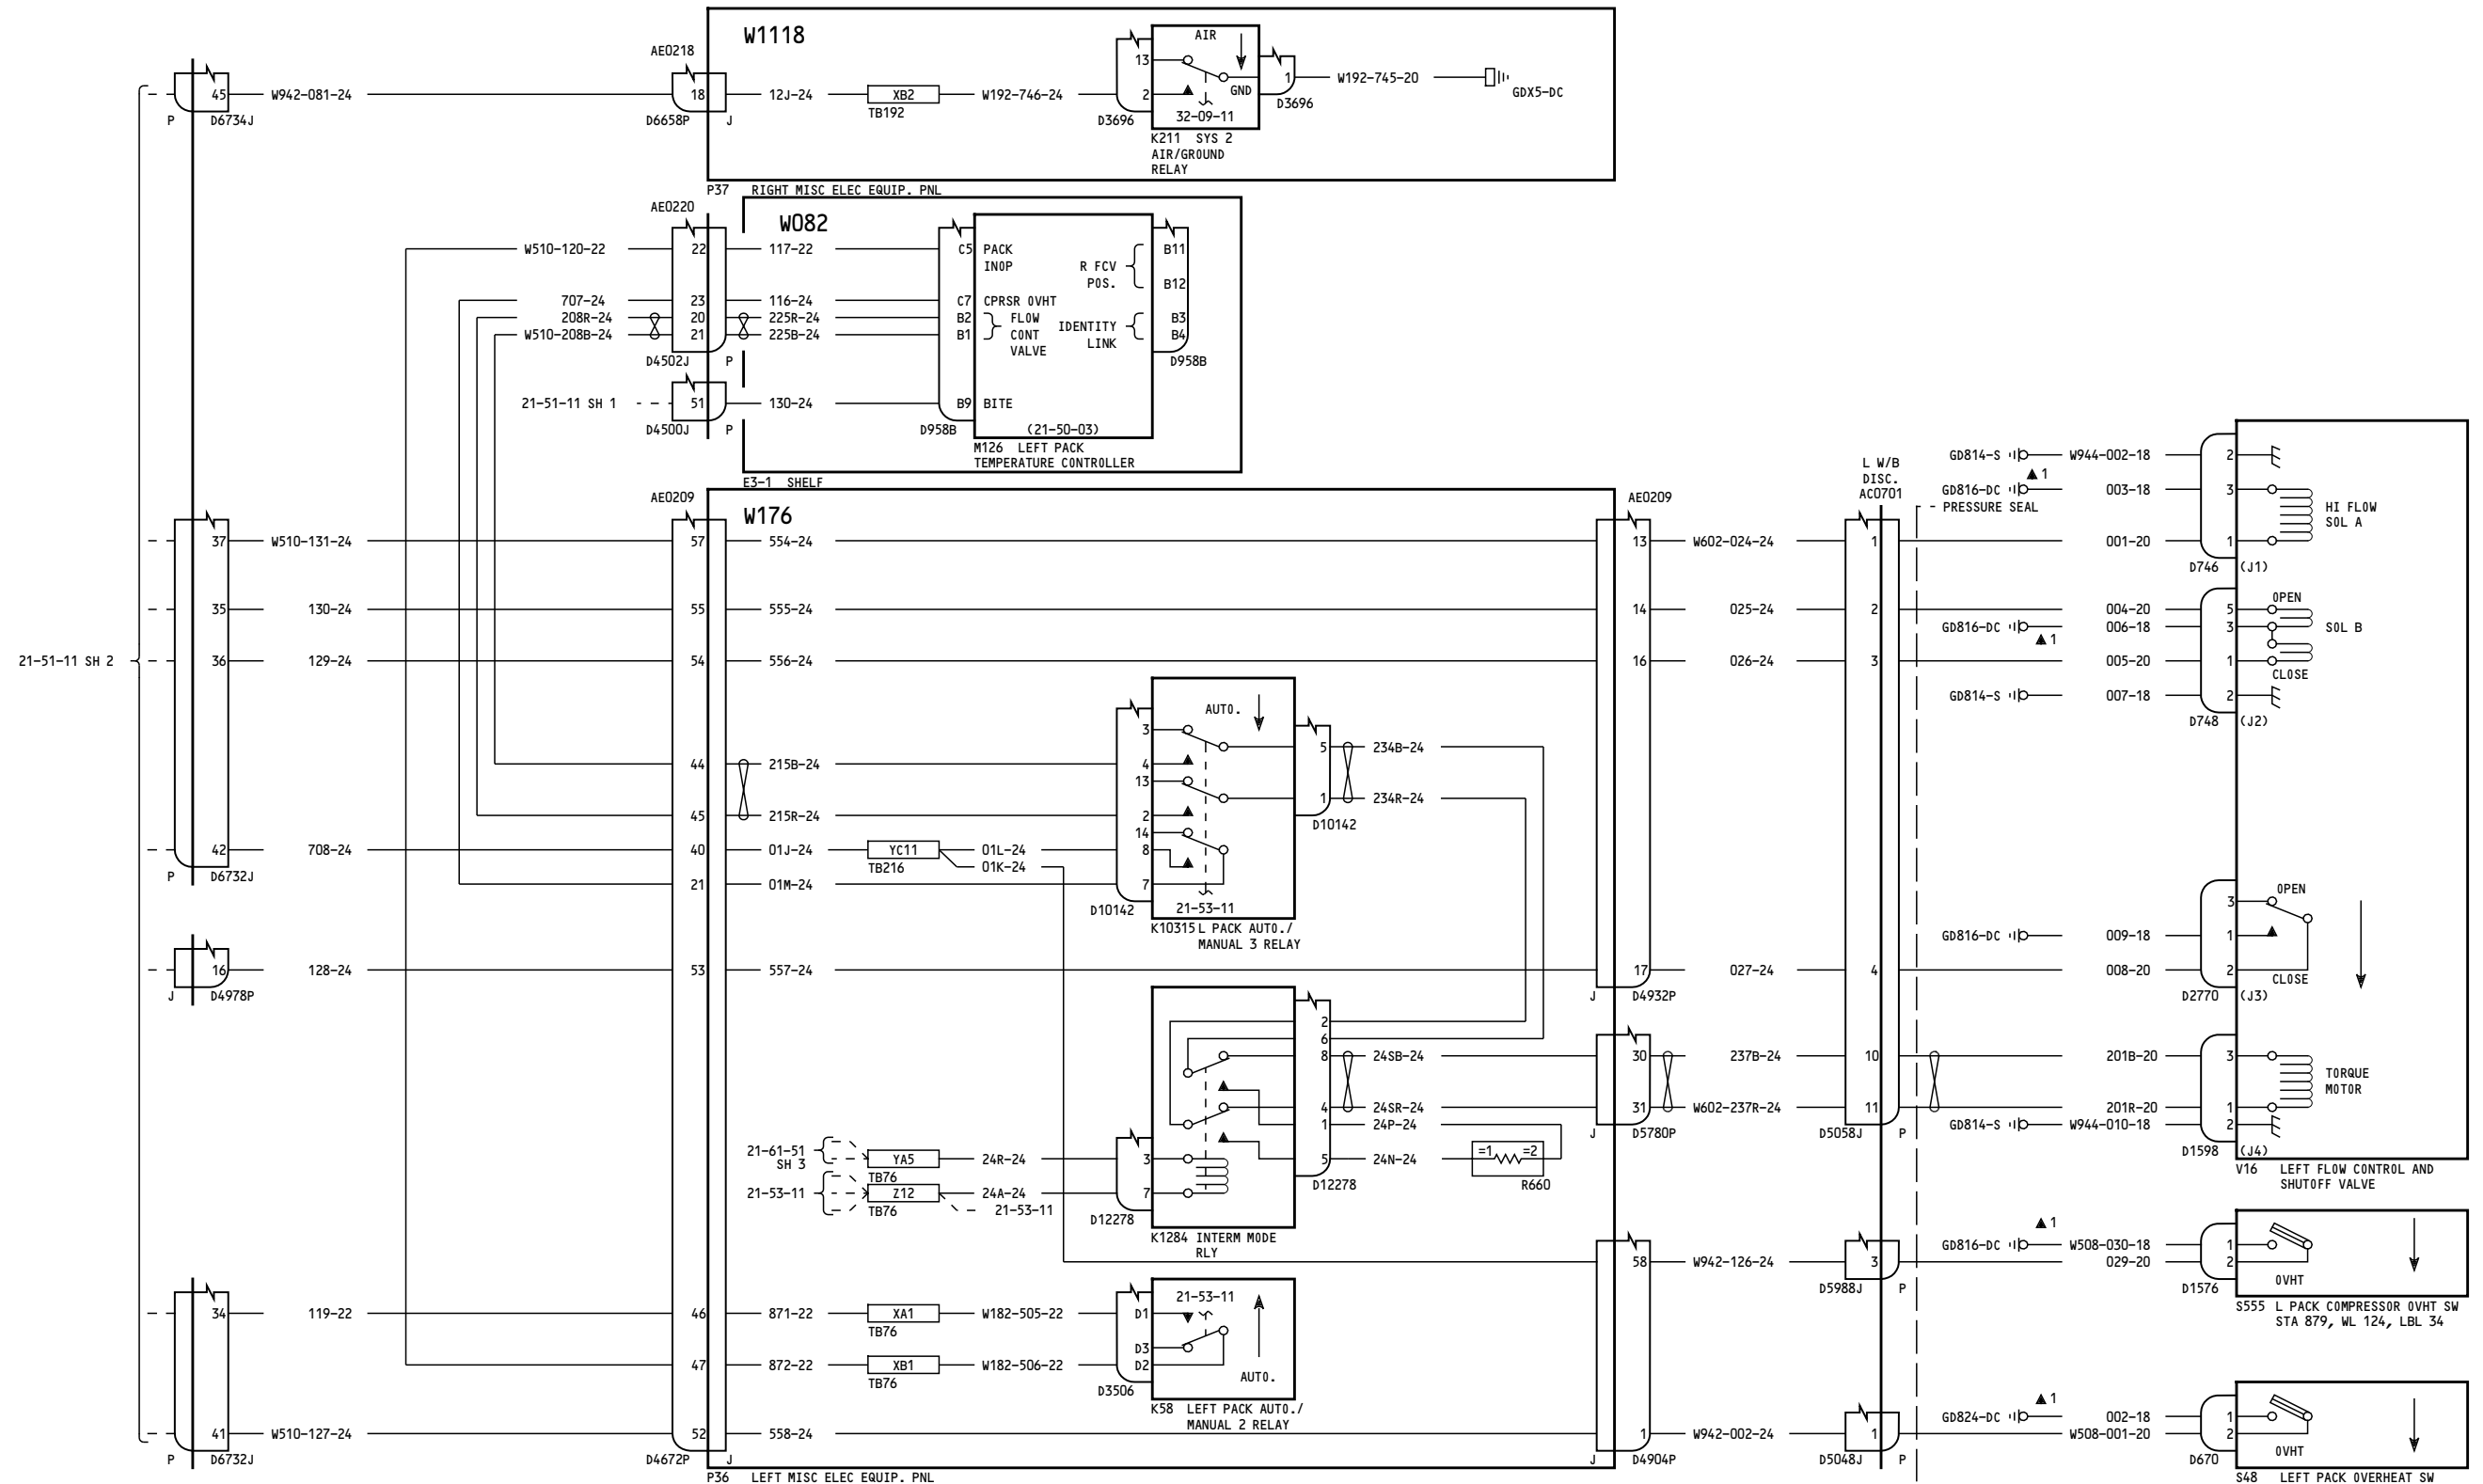 W1118
AE0218
AIR
13
45 W942-081-24 18 12J-24 XB2 W192-746-24 2
1 W192-745-20
GND
GDX5-DC
P D6734J D6658P J TB192 D3696 32-09-11 D3696
K211 SYS 2
AIR/GROUND
RELAY
P37 RIGHT MISC ELEC EQUIP. PNL
AE0220
W082
W510-120-22 22 117-22 C5 PACK
INOP
R FCV
POS.
B11
B12
707-24 23 116-24 C7 CPRSR OVHT
208R-24 20 225R-24 B2 FLOW
W510-208B-24 21 225B-24 B1 CONT
VALVE
IDENTITY
LINK
B3
B4
D4502J P D958B
21-51-11 SH 1 51 130-24 B9 BITE
D4500J P D958B (21-50-03)
M126 LEFT PACK
TEMPERATURE CONTROLLER
E3-1 SHELF
AE0209 W176 AE0209
L W/B
DISC.
AC0701
PRESSURE SEAL
GD814-S W944-002-18 2
1
GD816-DC 003-18 3
HI FLOW
SOL A
37 W510-131-24 57 554-24 13 W602-024-24 1 001-20 1
D746 (J1)
OPEN
35 130-24 55 555-24 14 025-24 2 004-20 5
GD816-DC 006-18 3 SOL B
1
21-51-11 SH 2 36 129-24 54 556-24 16 026-24 3 005-20 1
CLOSE
GD814-S 007-18 2
D748 (J2)
AUTO.
3
5 234B-24
44 215B-24 4
13
1 234R-24
45 215R-24 2
D10142
14
42 708-24 40 01J-24 YC11 01L-24 8
TB216 01K-24
P D6732J
21 01M-24 7
D10142 21-53-11
K10315 L PACK AUTO./
MANUAL 3 RELAY
OPEN
3
GD816-DC 009-18 1
16 128-24 53 557-24 17 027-24 4 008-20 2
CLOSE
J D4978P J D4932P D2770 (J3)
2
6
8 24SB-24 30 237B-24 10 201B-20 3
TORQUE
MOTOR
4 24SR-24 31 W602-237R-24 11 201R-20 1
1 24P-24 GD814-S W944-010-18 2
J D5780P D5058J P D1598 (J4)
21-61-51
SH 3
YA5 24R-24 3
TB76
5 24N-24 =1 =2
R660
D12278
21-53-11 Z12 24A-24 7
TB76 21-53-11
D12278
K1284 INTERM MODE
RLY
V16 LEFT FLOW CONTROL AND
SHUTOFF VALVE
1
GD816-DC W508-030-18 1
58 W942-126-24 3 029-20 2
OVHT
D5988J P D1576
S555 L PACK COMPRESSOR OVHT SW
STA 879, WL 124, LBL 34
21-53-11
34 119-22 46 871-22 XA1 W182-505-22 D1
TB76
D3
47 872-22 XB1 W182-506-22 D2
TB76
AUTO.
D3506
K58 LEFT PACK AUTO./
MANUAL 2 RELAY
1
GD824-DC 002-18 1
41 W510-127-24 52 558-24 1 W942-002-24 1 W508-001-20 2
OVHT
P D6732J D4672P J J D4904P D5048J P D670
P36 LEFT MISC ELEC EQUIP. PNL
S48 LEFT PACK OVERHEAT SW